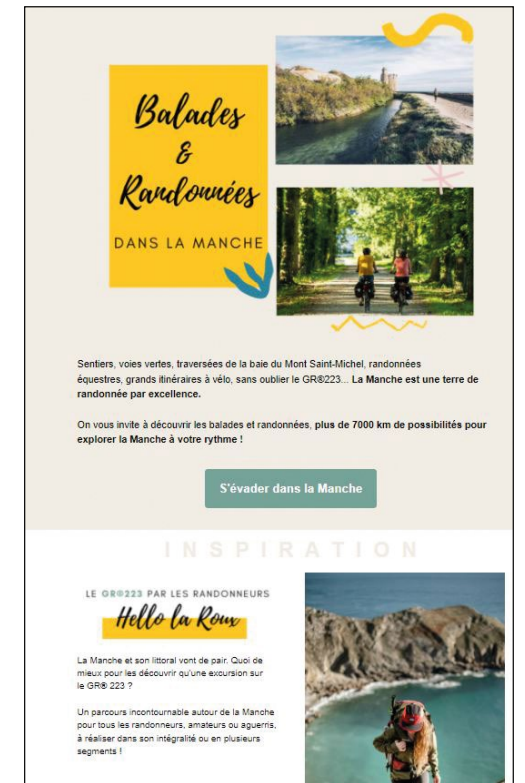 Balades
&
Randonnées
DANS LA MANCHE
Sentiers, voies vertes, traversées de la baie du Mont Saint-Michel, randonnées
équestres, grands itinéraires à vélo, sans oublier le GR®223... La Manche est une terre de
randonnée par excellence.
On vous invite à découvrir les balades et randonnées, plus de 7000 km de possibilités pour
explorer la Manche à votre rythme !
S'évader dans la Manche
INSPIRATION
LE GR®223 PAR LES RANDONNEURS
Hello la Roux
La Manche et son littoral vont de pair. Quoi de
mieux pour les découvrir qu'une excursion sur
le GR® 223 ?
Un parcours incontournable autour de la Manche
pour tous les randonneurs, amateurs ou aguerris,
à réaliser dans son intégralité ou en plusieurs
segments !